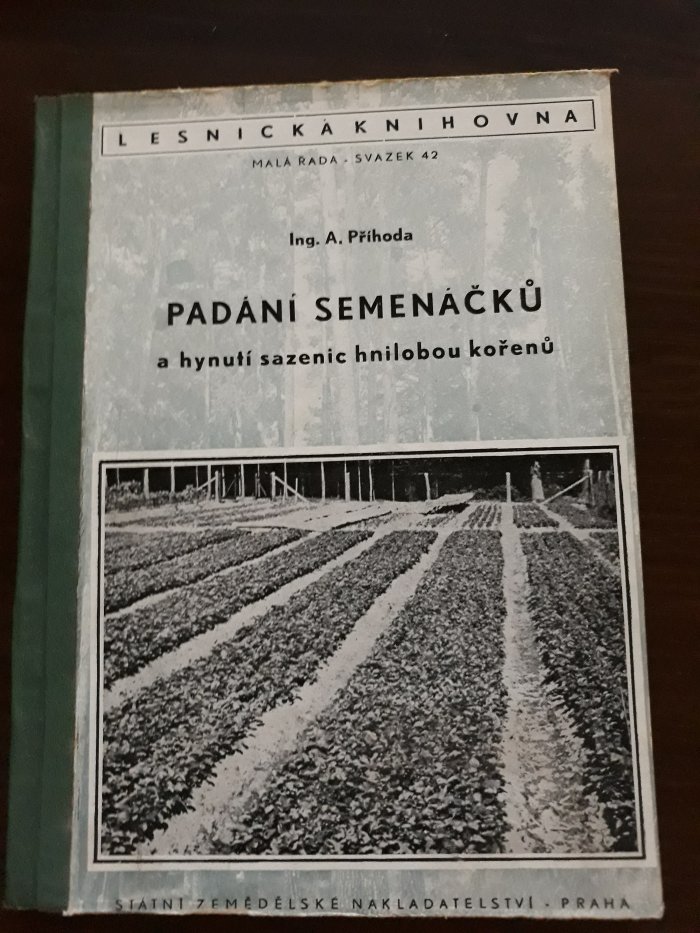 LESNICKÁ KNIHOVNA
MALÁ ŘADA - SVAZEK 42
Ing. A. Příhoda
PADÁNÍ SEMENÁČKŮ
a hynutí sazenic hnilobou kořenů
STÁTNÍ ZEMĚDĚLSKÉ NAKLADATELSTVÍ - PRAHA